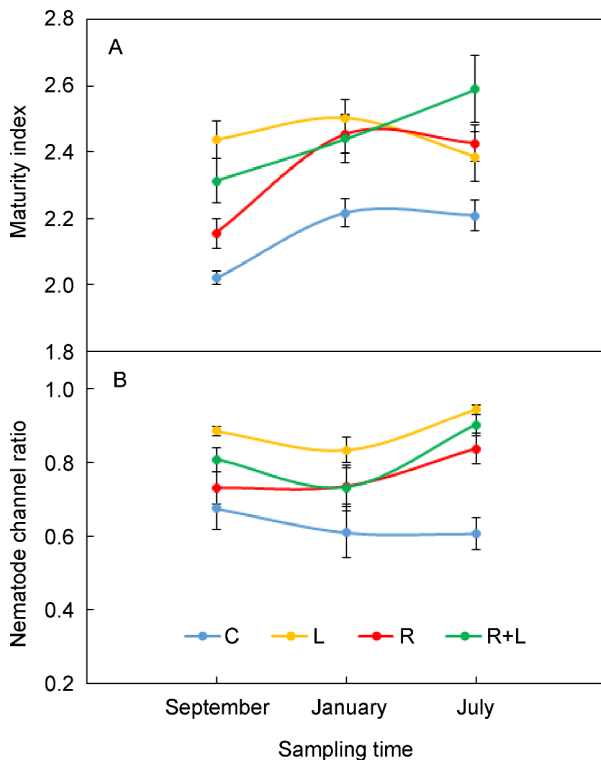 A
Maturity index
2.8
2.6
2.4
2.2
2.0
1.8
B
Nematode channel ratio
1.0
0.8
0.6
0.4
0.2
C L R R+L
September January July
Sampling time